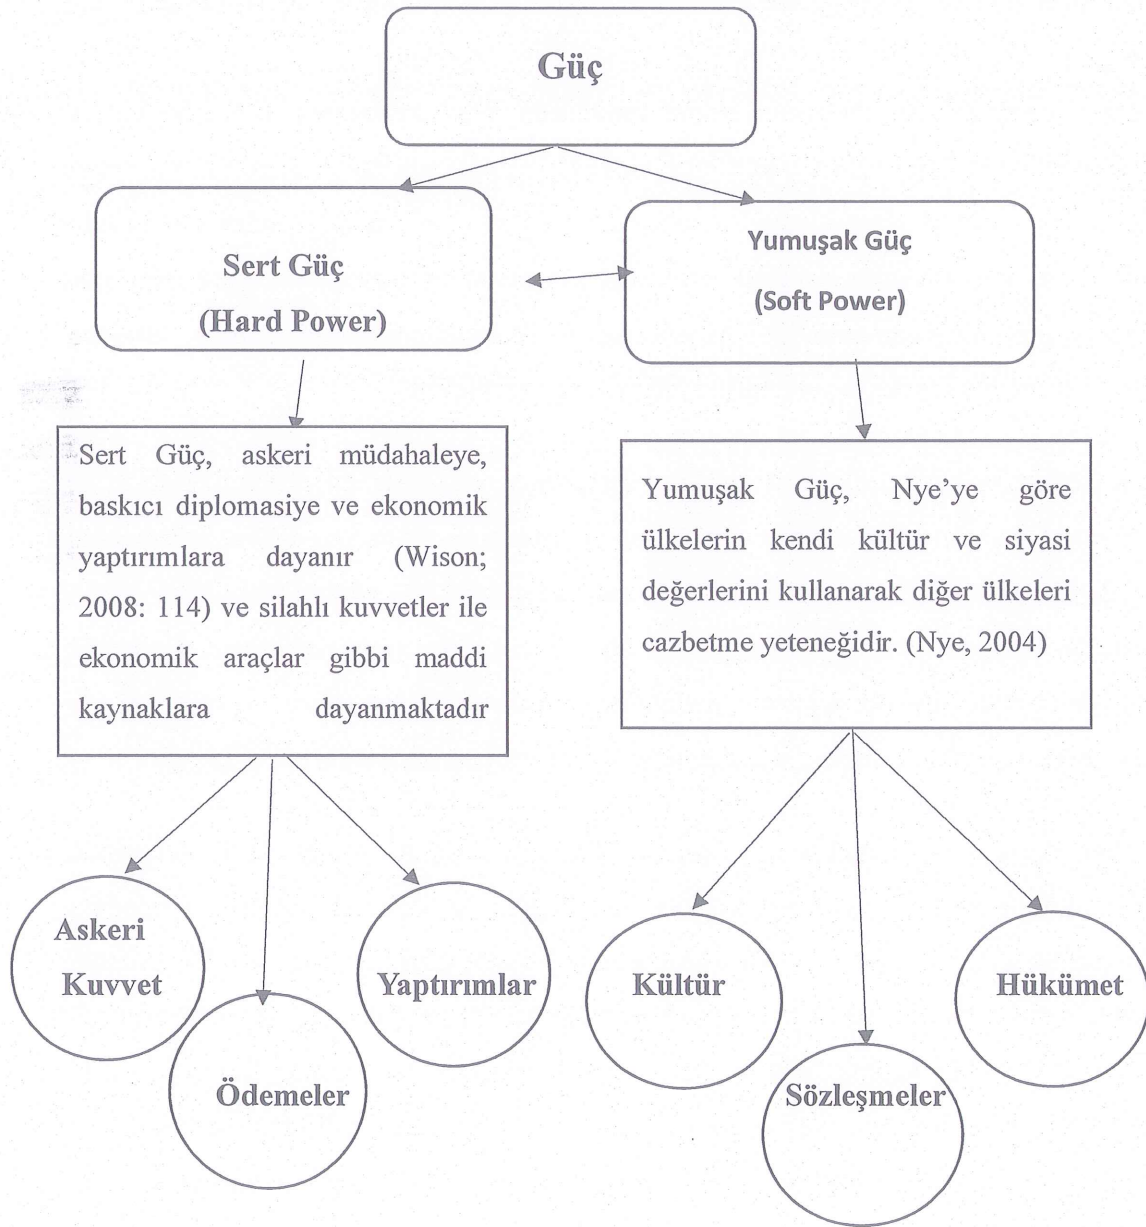 Güç
Sert Güç
(Hard Power)
Yumuşak Güç
(Soft Power)
Sert Güç, askeri müdahaleye,
baskıcı diplomasiye ve ekonomik
yaptırımlara dayanır (Wison;
2008: 114) ve silahlı kuvvetler ile
ekonomik araçlar gibbi maddi
kaynaklara dayanmaktadır
Yumuşak Güç, Nye’ye göre
ülkelerin kendi kültür ve siyasi
değerlerini kullanarak diğer ülkeleri
cazbetme yeteneğidir. (Nye, 2004)
Askeri
Kuvvet
Ödemeler
Yaptırımlar
Kültür
Sözleşmeler
Hükümet